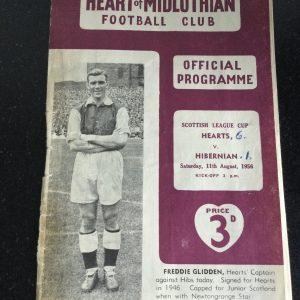 HEART of MIDLOTHIAN
FOOTBALL CLUB
OFFICIAL
PROGRAMME
SCOTTISH LEAGUE CUP
HEARTS, 6.
v.
HIBERNIAN . 1.
Saturday, 11th August, 1956
KICK-OFF 3 p.m.
PRICE
3D
FREDDIE GLIDDEN, Hearts' Captain
against Hibs today. Signed for Hearts
in 1946. Capped for Junior Scotland
when with Newtongrange Star